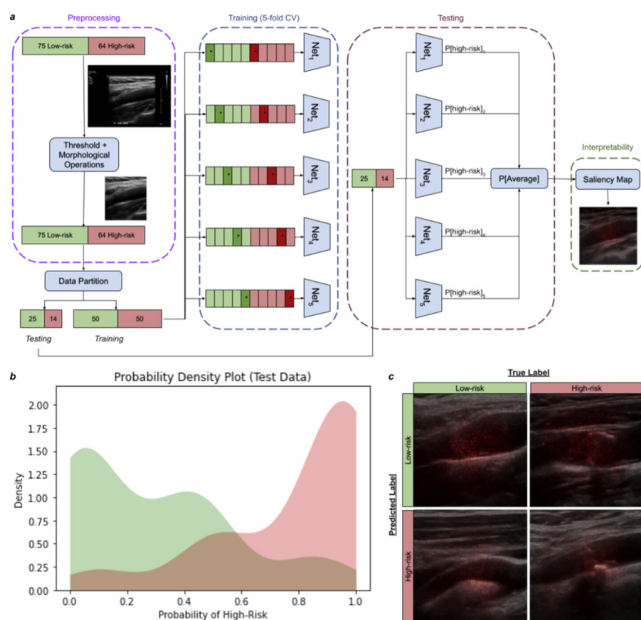 a
Preprocessing
Training (5-fold CV)
Testing
75 Low-risk
64 High-risk
Threshold +
Morphological
Operations
75 Low-risk
64 High-risk
Data Partition
25
14
50
50
Testing
Training
Net1
Net2
Net3
Net4
Net5
25
14
Net1
Net2
Net3
Net4
Net5
P[high-risk]1
P[high-risk]2
P[high-risk]3
P[high-risk]4
P[high-risk]5
P[Average]
Interpretability
Saliency Map
b
Probability Density Plot (Test Data)
Density
2.00
1.75
1.50
1.25
1.00
0.75
0.50
0.25
0.00
0.0
0.2
0.4
0.6
0.8
1.0
Probability of High-Risk
c
True Label
Low-risk
High-risk
Predicted Label
Low-risk
High-risk